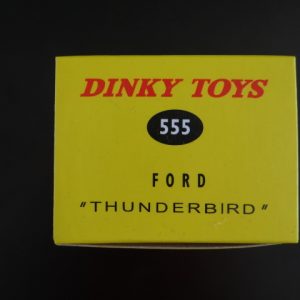 DINKY TOYS
555
FORD
"THUNDERBIRD"